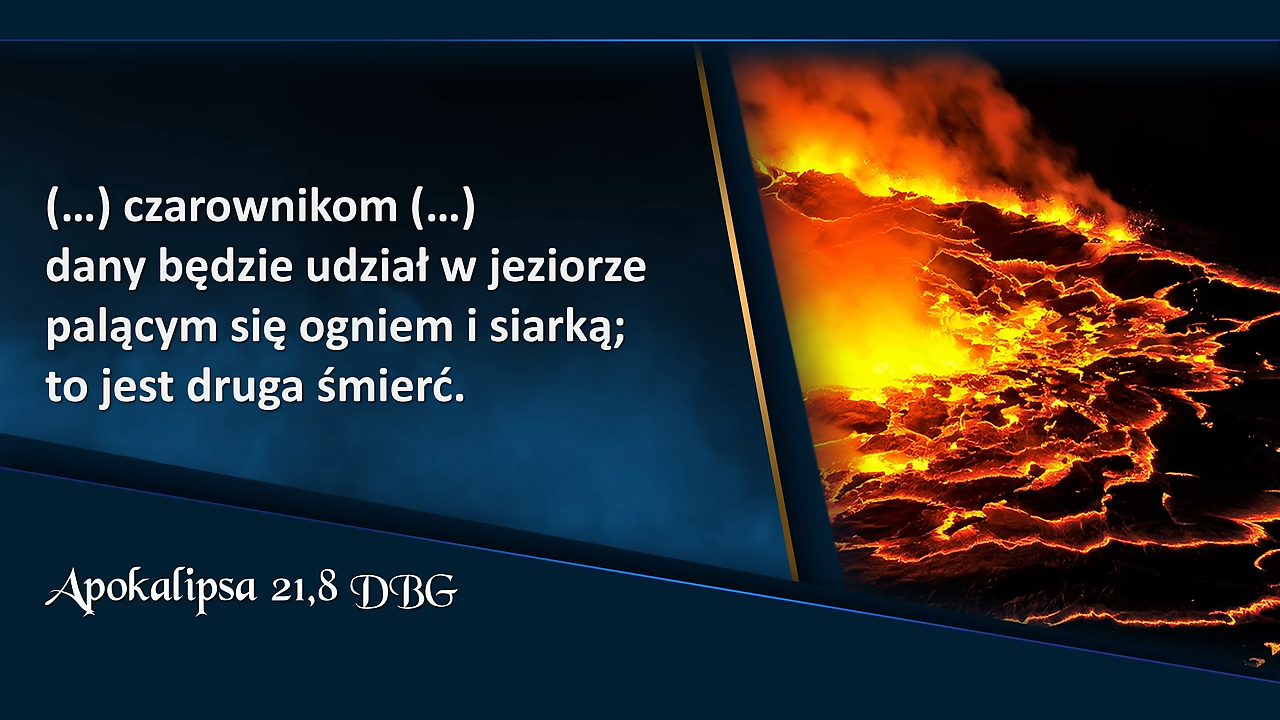 (...) czarownikom (...)
dany będzie udział w jeziorze
palącym się ogniem i siarką;
to jest druga śmierć.
Apokalipsa 21,8 DBG